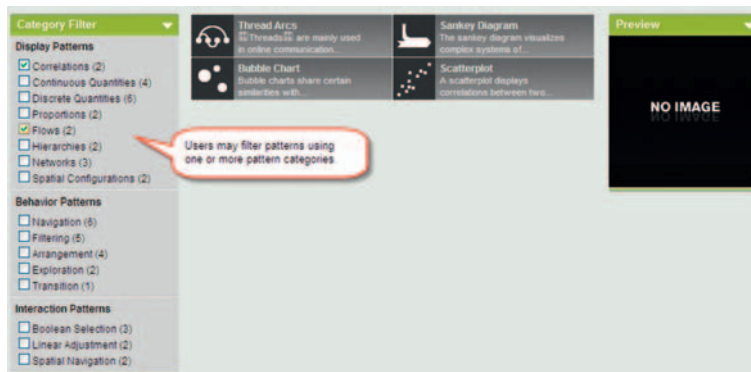 Category Filter
Display Patterns
Correlations (2)
Continuous Quantities (4)
Discrete Quantities (6)
Proportions (2)
Flows (2)
Hierarchies (2)
Networks (3)
Spatial Configurations (2)
Behavior Patterns
Navigation (6)
Filtering (5)
Arrangement (4)
Exploration (2)
Transition (1)
Interaction Patterns
Boolean Selection (3)
Linear Adjustment (2)
Spatial Navigation (2)
Thread Arcs
Threads are mainly used
in online communication...
Sankey Diagram
The sankey diagram visualizes
complex systems of...
Bubble Chart
Bubble charts share certain
similarities with...
Scatterplot
A scatterplot displays
correlations between two...
Users may filter patterns using
one or more pattern categories.
Preview
NO IMAGE